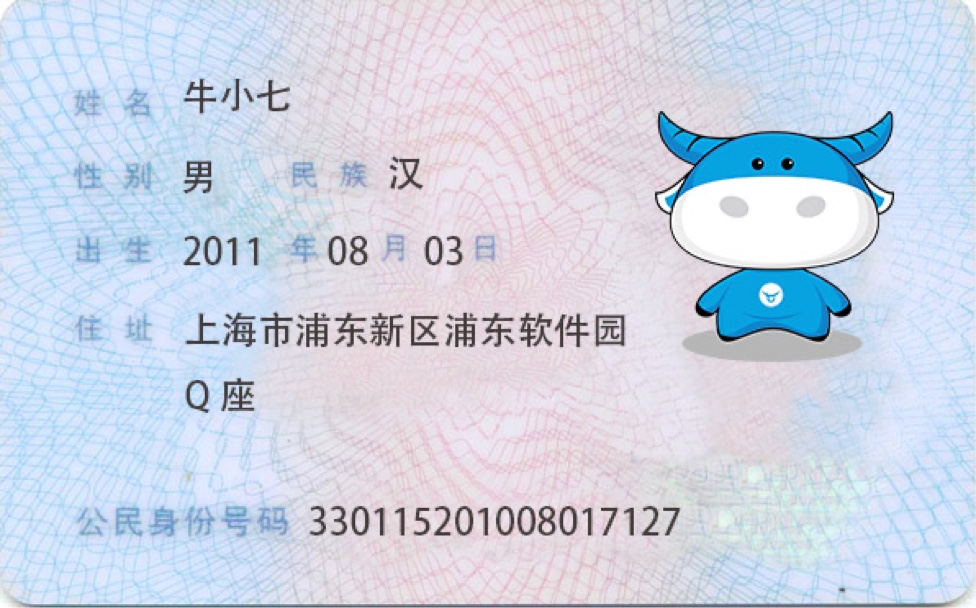 姓名 牛小七
性别 男 民族 汉
出生 2011 年 08 月 03 日
住址 上海市浦东新区浦东软件园
Q 座
公民身份号码 330115201008017127